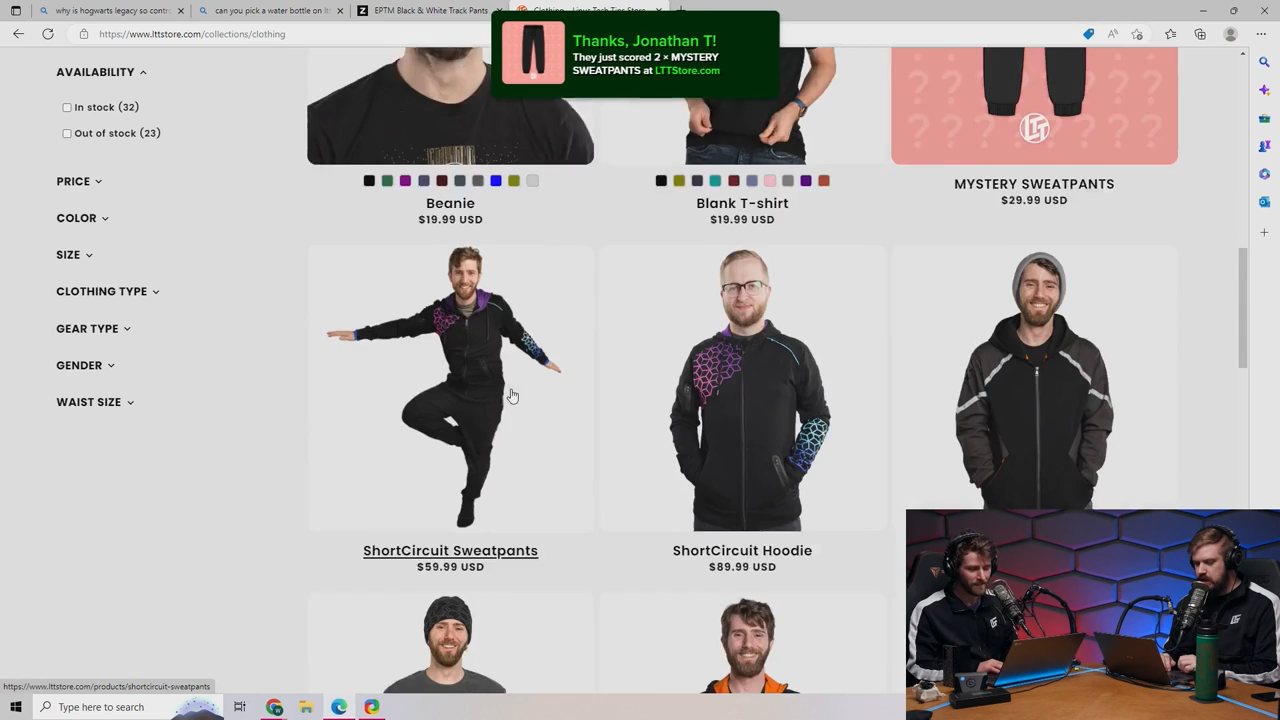 why is hogwarts legacy so contro
can you pick a water bottle on lt
EPTM Black & White Track Pants
Clothing – Linus Tech Tips Store
https://www.lttstore.com/collections/clothing
Thanks, Jonathan T!
They just scored 2 × MYSTERY
SWEATPANTS at LTTStore.com
AVAILABILITY
In stock (32)
Out of stock (23)
PRICE
COLOR
SIZE
CLOTHING TYPE
GEAR TYPE
GENDER
WAIST SIZE
LTT
Beanie
$19.99 USD
Blank T-shirt
$19.99 USD
MYSTERY SWEATPANTS
$29.99 USD
ShortCircuit Sweatpants
$59.99 USD
ShortCircuit Hoodie
$89.99 USD
https://www.lttstore.com/products/shortcircuit-sweatpants
Type here to search